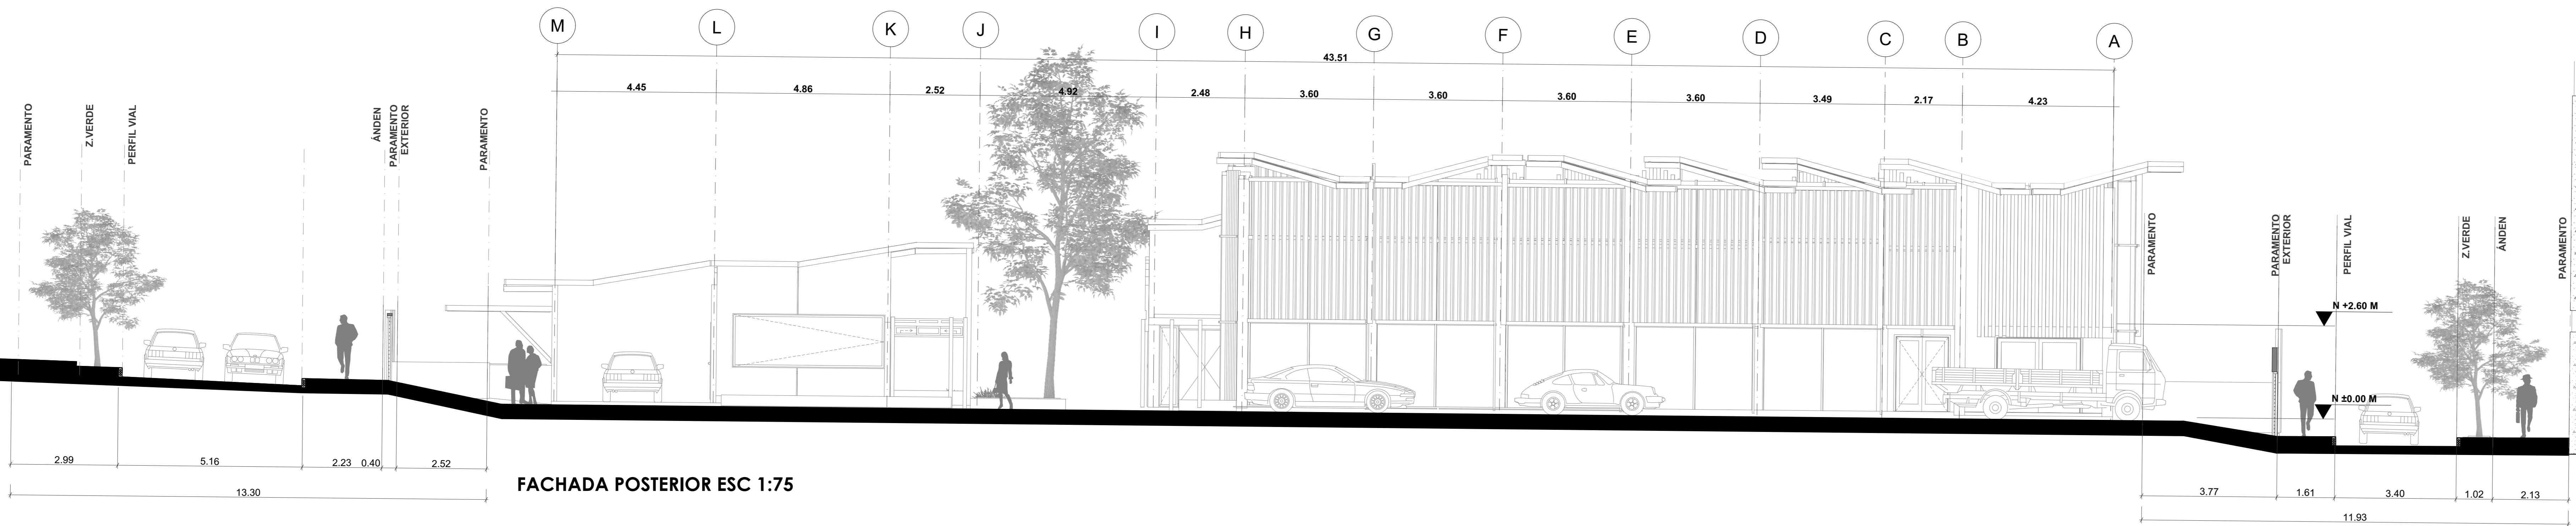 M
L
K
J
I
H
G
F
E
D
C
B
A
43.51
4.45
4.86
2.52
4.92
2.48
3.60
3.60
3.60
3.60
3.49
2.17
4.23
PARAMENTO
Z.VERDE
PERFIL VIAL
ÁNDEN
PARAMENTO
EXTERIOR
PARAMENTO
PARAMENTO
PARAMENTO
EXTERIOR
PERFIL VIAL
Z.VERDE
ÁNDEN
PARAMENTO
N +2.60 M
N ±0.00 M
2.99
5.16
2.23
0.40
2.52
13.30
FACHADA POSTERIOR ESC 1:75
3.77
1.61
3.40
1.02
2.13
11.93